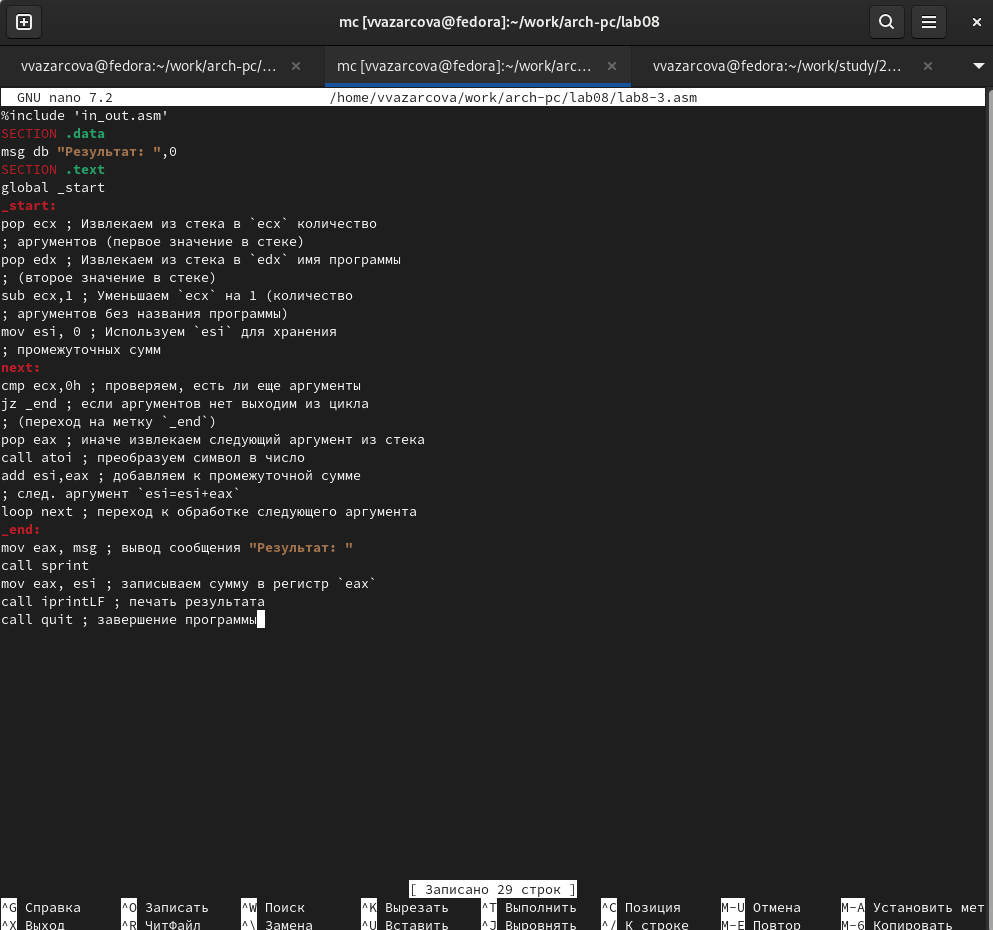 mc [vvazarcova@fedora]:~/work/arch-pc/lab08
vvazarcova@fedora:~/work/arch-pc/... × mc [vvazarcova@fedora]:~/work/arc... × vvazarcova@fedora:~/work/study/2... ×
GNU nano 7.2 /home/vvazarcova/work/arch-pc/lab08/lab8-3.asm
%include 'in_out.asm'
SECTION .data
msg db "Результат: ",0
SECTION .text
global _start
_start:
pop ecx ; Извлекаем из стека в `ecx` количество
; аргументов (первое значение в стеке)
pop edx ; Извлекаем из стека в `edx` имя программы
; (второе значение в стеке)
sub ecx,1 ; Уменьшаем `ecx` на 1 (количество
; аргументов без названия программы)
mov esi, 0 ; Используем `esi` для хранения
; промежуточных сумм
next:
cmp ecx,0h ; проверяем, есть ли еще аргументы
jz _end ; если аргументов нет выходим из цикла
; (переход на метку `_end`)
pop eax ; иначе извлекаем следующий аргумент из стека
call atoi ; преобразуем символ в число
add esi,eax ; добавляем к промежуточной сумме
; след. аргумент `esi=esi+eax`
loop next ; переход к обработке следующего аргумента
_end:
mov eax, msg ; вывод сообщения "Результат: "
call sprint
mov eax, esi ; записываем сумму в регистр `eax`
call iprintLF ; печать результата
call quit ; завершение программы
[ Записано 29 строк ]
^G Справка ^O Записать ^W Поиск ^K Вырезать ^T Выполнить ^C Позиция M-U Отмена M-A Установить мет
^X Выход ^R ЧитФайл ^\ Замена ^U Вставить ^J Выровнять ^/ К строке M-E Повтор M-6 Копировать